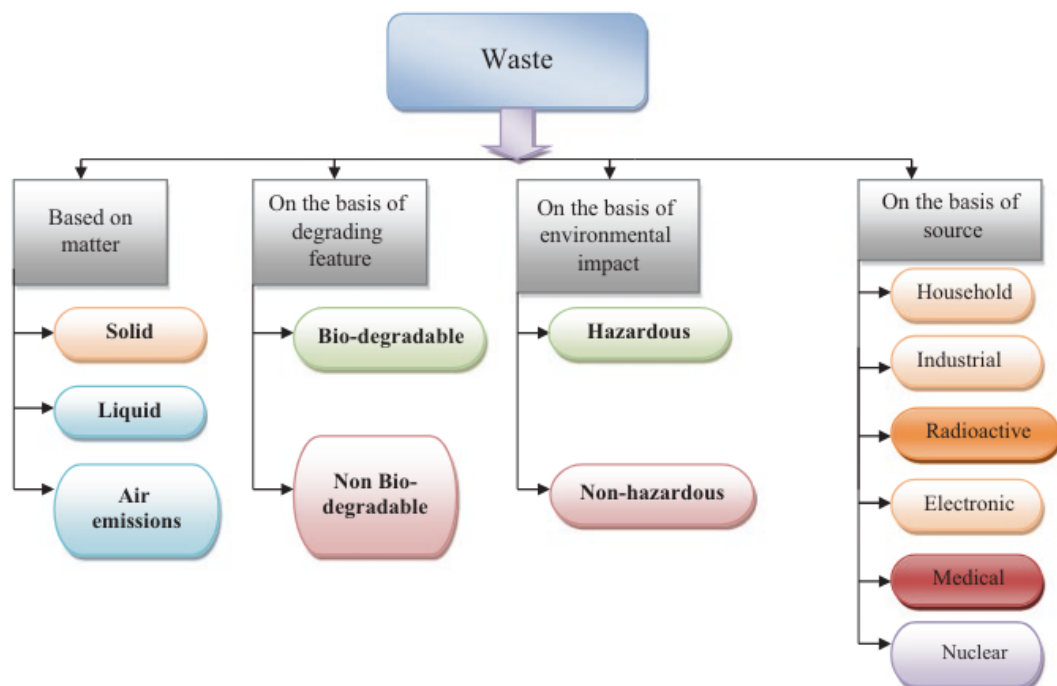 Waste
Based on
matter
Solid
Liquid
Air
emissions
On the basis of
degrading
feature
Bio-degradable
Non Bio-
degradable
On the basis of
environmental
impact
Hazardous
Non-hazardous
On the basis of
source
Household
Industrial
Radioactive
Electronic
Medical
Nuclear